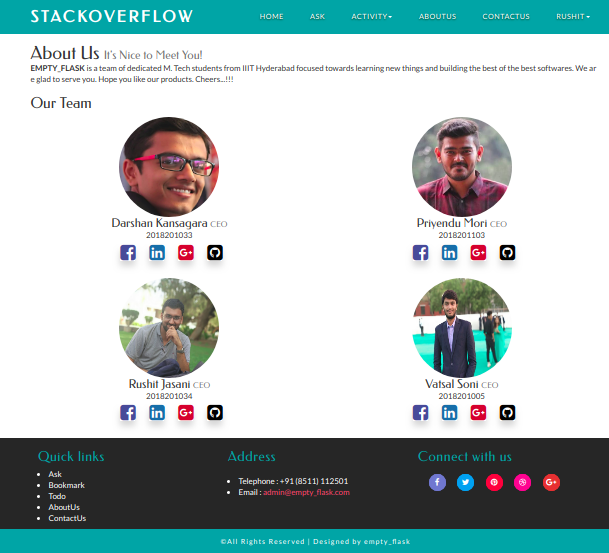 STACKOVERFLOW
HOME ASK ACTIVITY ABOUTUS CONTACTUS RUSHIT
About Us It's Nice to Meet You!
EMPTY_FLASK is a team of dedicated M. Tech students from IIIT Hyderabad focused towards learning new things and building the best of the best softwares. We ar
e glad to serve you. Hope you like our products. Cheers...!!!
Our Team
Darshan Kansagara CEO
2018201033
Priyendu Mori CEO
2018201103
Rushit Jasani CEO
2018201034
Vatsal Soni CEO
2018201005
Quick links
Ask
Bookmark
Todo
AboutUs
ContactUs
Address
Telephone : +91 (8511) 112501
Email : admin@empty_flask.com
Connect with us
©All Rights Reserved | Designed by empty_flask